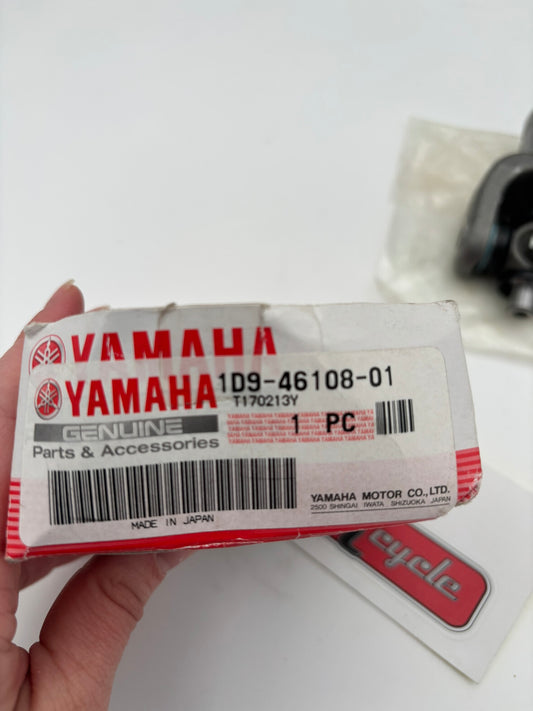 YAMAHA
YAMAHA 1D9-46108-01
T170213Y
GENUINE
Parts & Accessories
1 PC
YAMAHA MOTOR CO.,LTD.
2500 SHINGAI IWATA SHIZUOKA JAPAN
MADE IN JAPAN
cycle